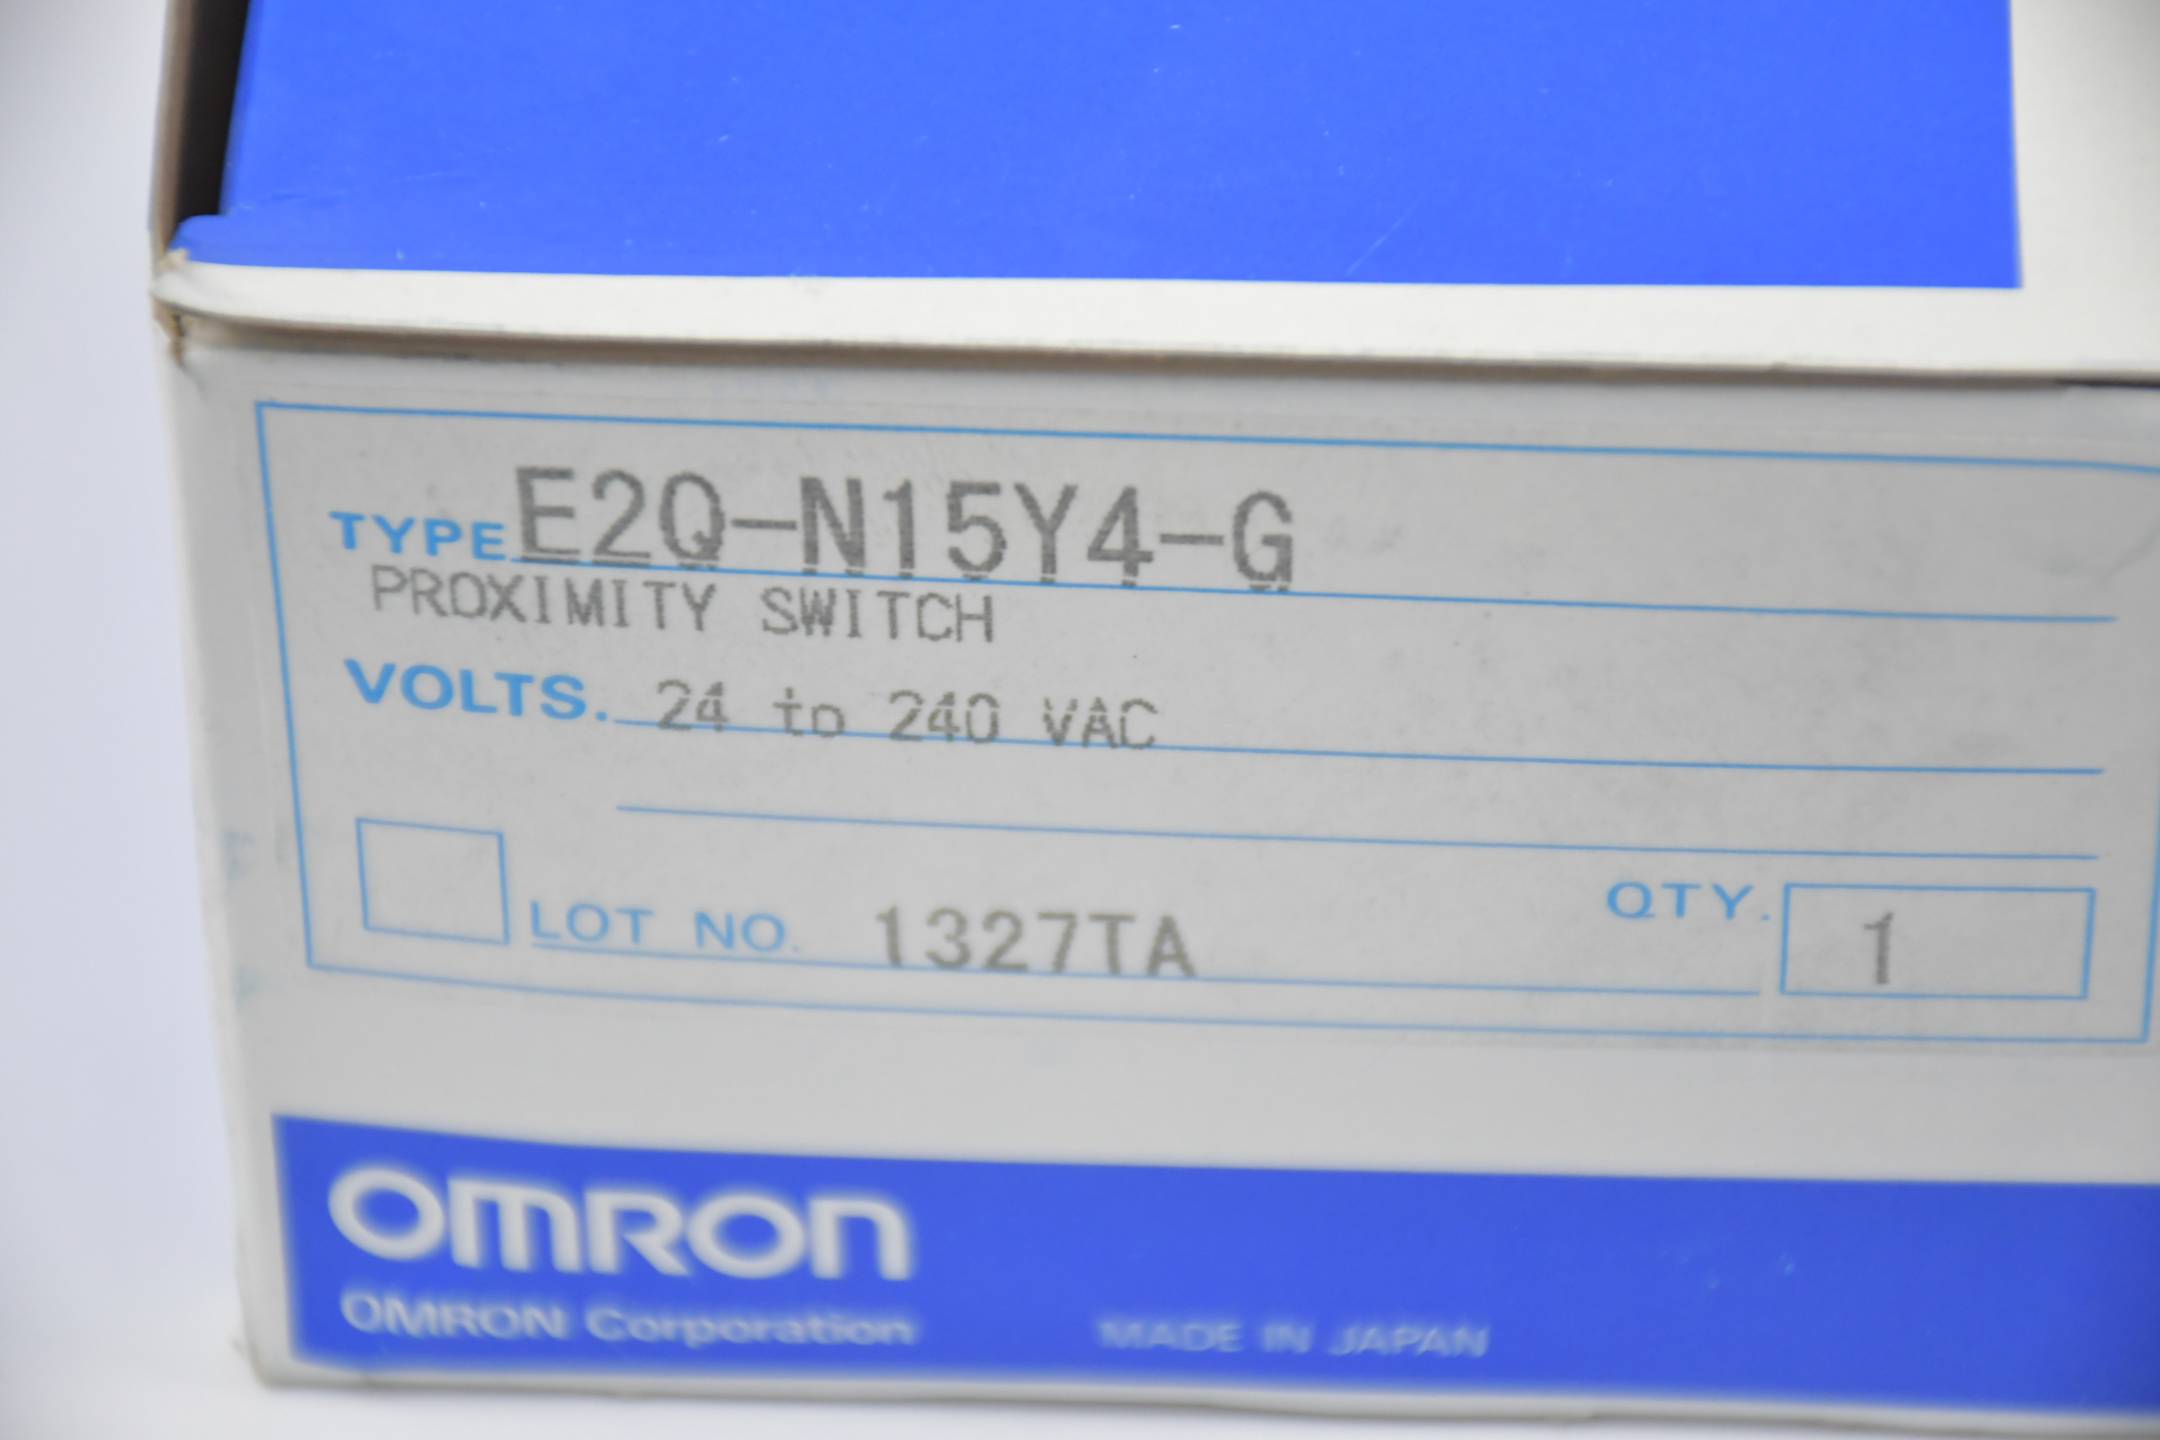 TYPE E2Q-N15Y4-G
PROXIMITY SWITCH
VOLTS. 24 to 240 VAC
LOT NO. 1327TA QTY. 1
OMRON
OMRON Corporation MADE IN JAPAN